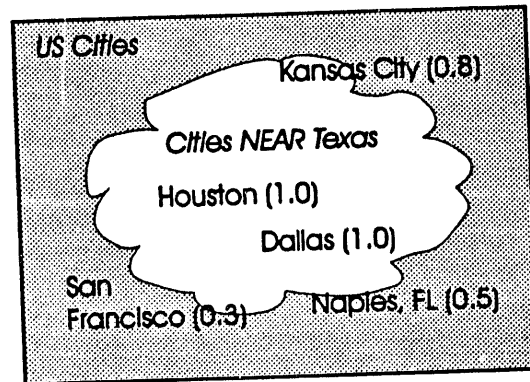 US Cities
Kansas City (0.8)
Cities NEAR Texas
Houston (1.0)
Dallas (1.0)
San
Francisco (0.3)
Naples, FL (0.5)